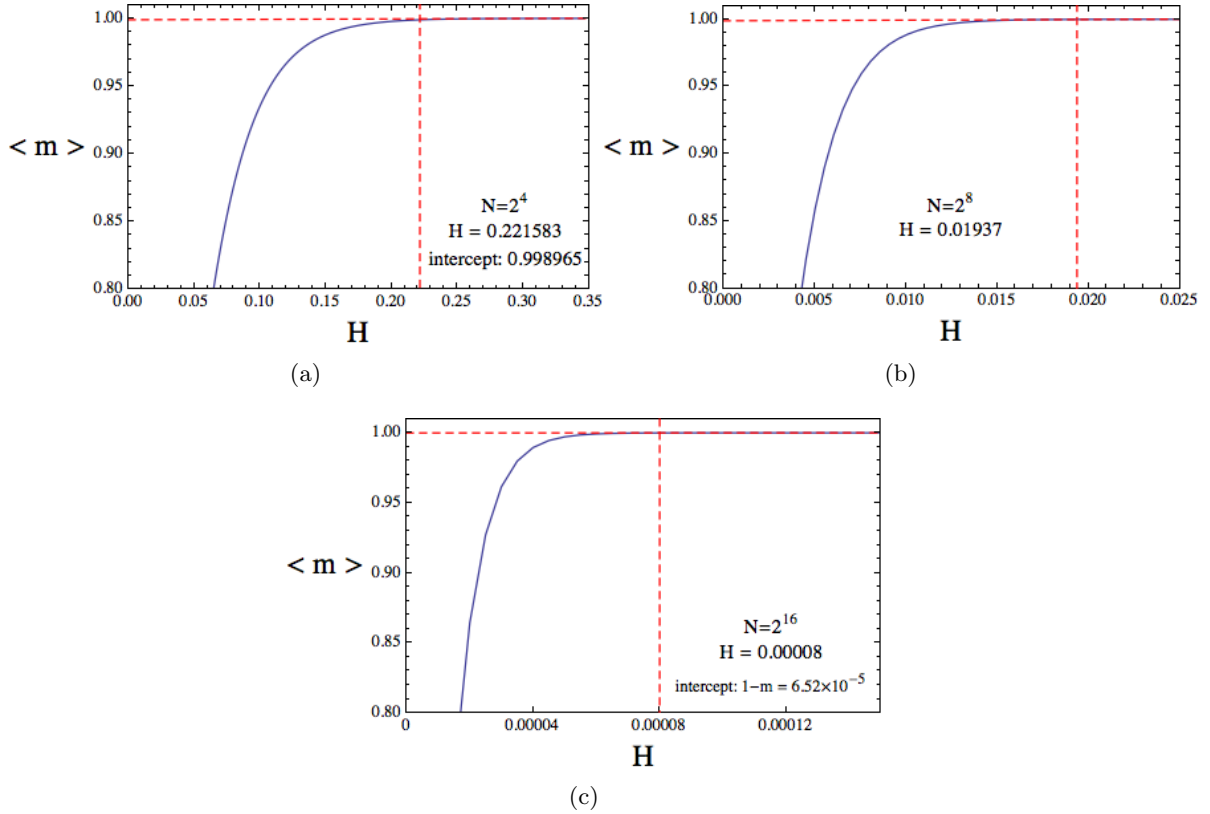 1.00
0.95
0.90
< m >
0.85
0.80
N=2^4
H = 0.221583
intercept: 0.998965
0.00 0.05 0.10 0.15 0.20 0.25 0.30 0.35
H
(a)
1.00
0.95
0.90
< m >
0.85
0.80
N=2^8
H = 0.01937
0.000 0.005 0.010 0.015 0.020 0.025
H
(b)
1.00
0.95
0.90
< m >
0.85
0.80
N=2^16
H = 0.00008
intercept: 1−m = 6.52×10^−5
0 0.00004 0.00008 0.00012
H
(c)